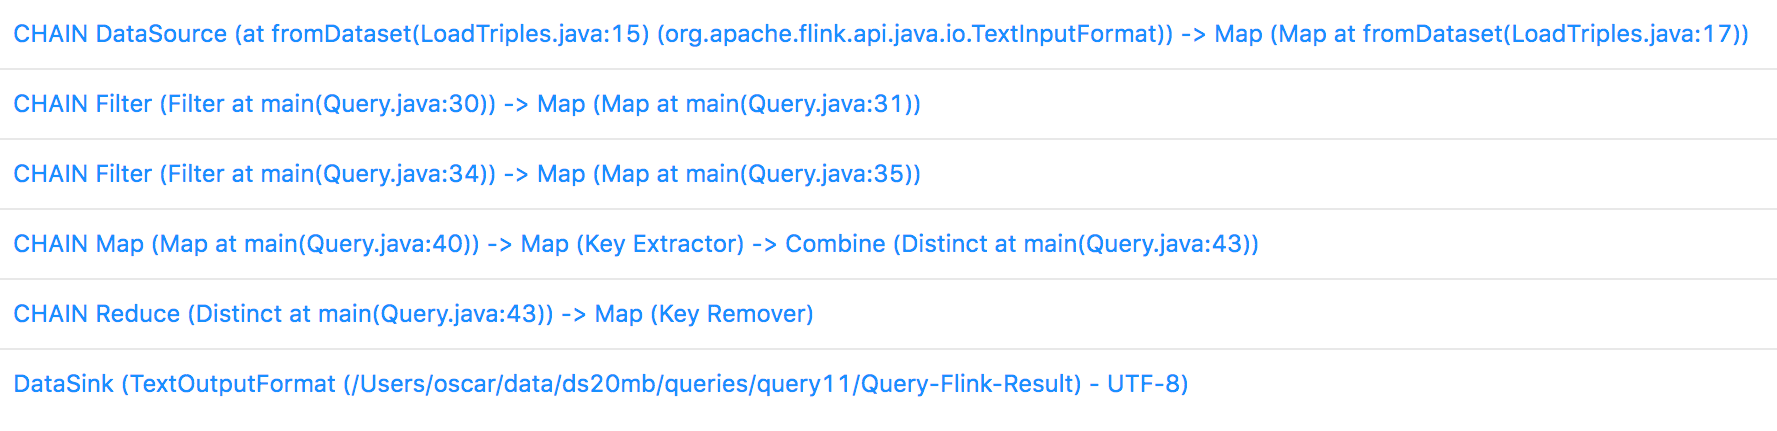 CHAIN DataSource (at fromDataset(LoadTriples.java:15) (org.apache.flink.api.java.io.TextInputFormat)) -> Map (Map at fromDataset(LoadTriples.java:17))
CHAIN Filter (Filter at main(Query.java:30)) -> Map (Map at main(Query.java:31))
CHAIN Filter (Filter at main(Query.java:34)) -> Map (Map at main(Query.java:35))
CHAIN Map (Map at main(Query.java:40)) -> Map (Key Extractor) -> Combine (Distinct at main(Query.java:43))
CHAIN Reduce (Distinct at main(Query.java:43)) -> Map (Key Remover)
DataSink (TextOutputFormat (/Users/oscar/data/ds20mb/queries/query11/Query-Flink-Result) - UTF-8)